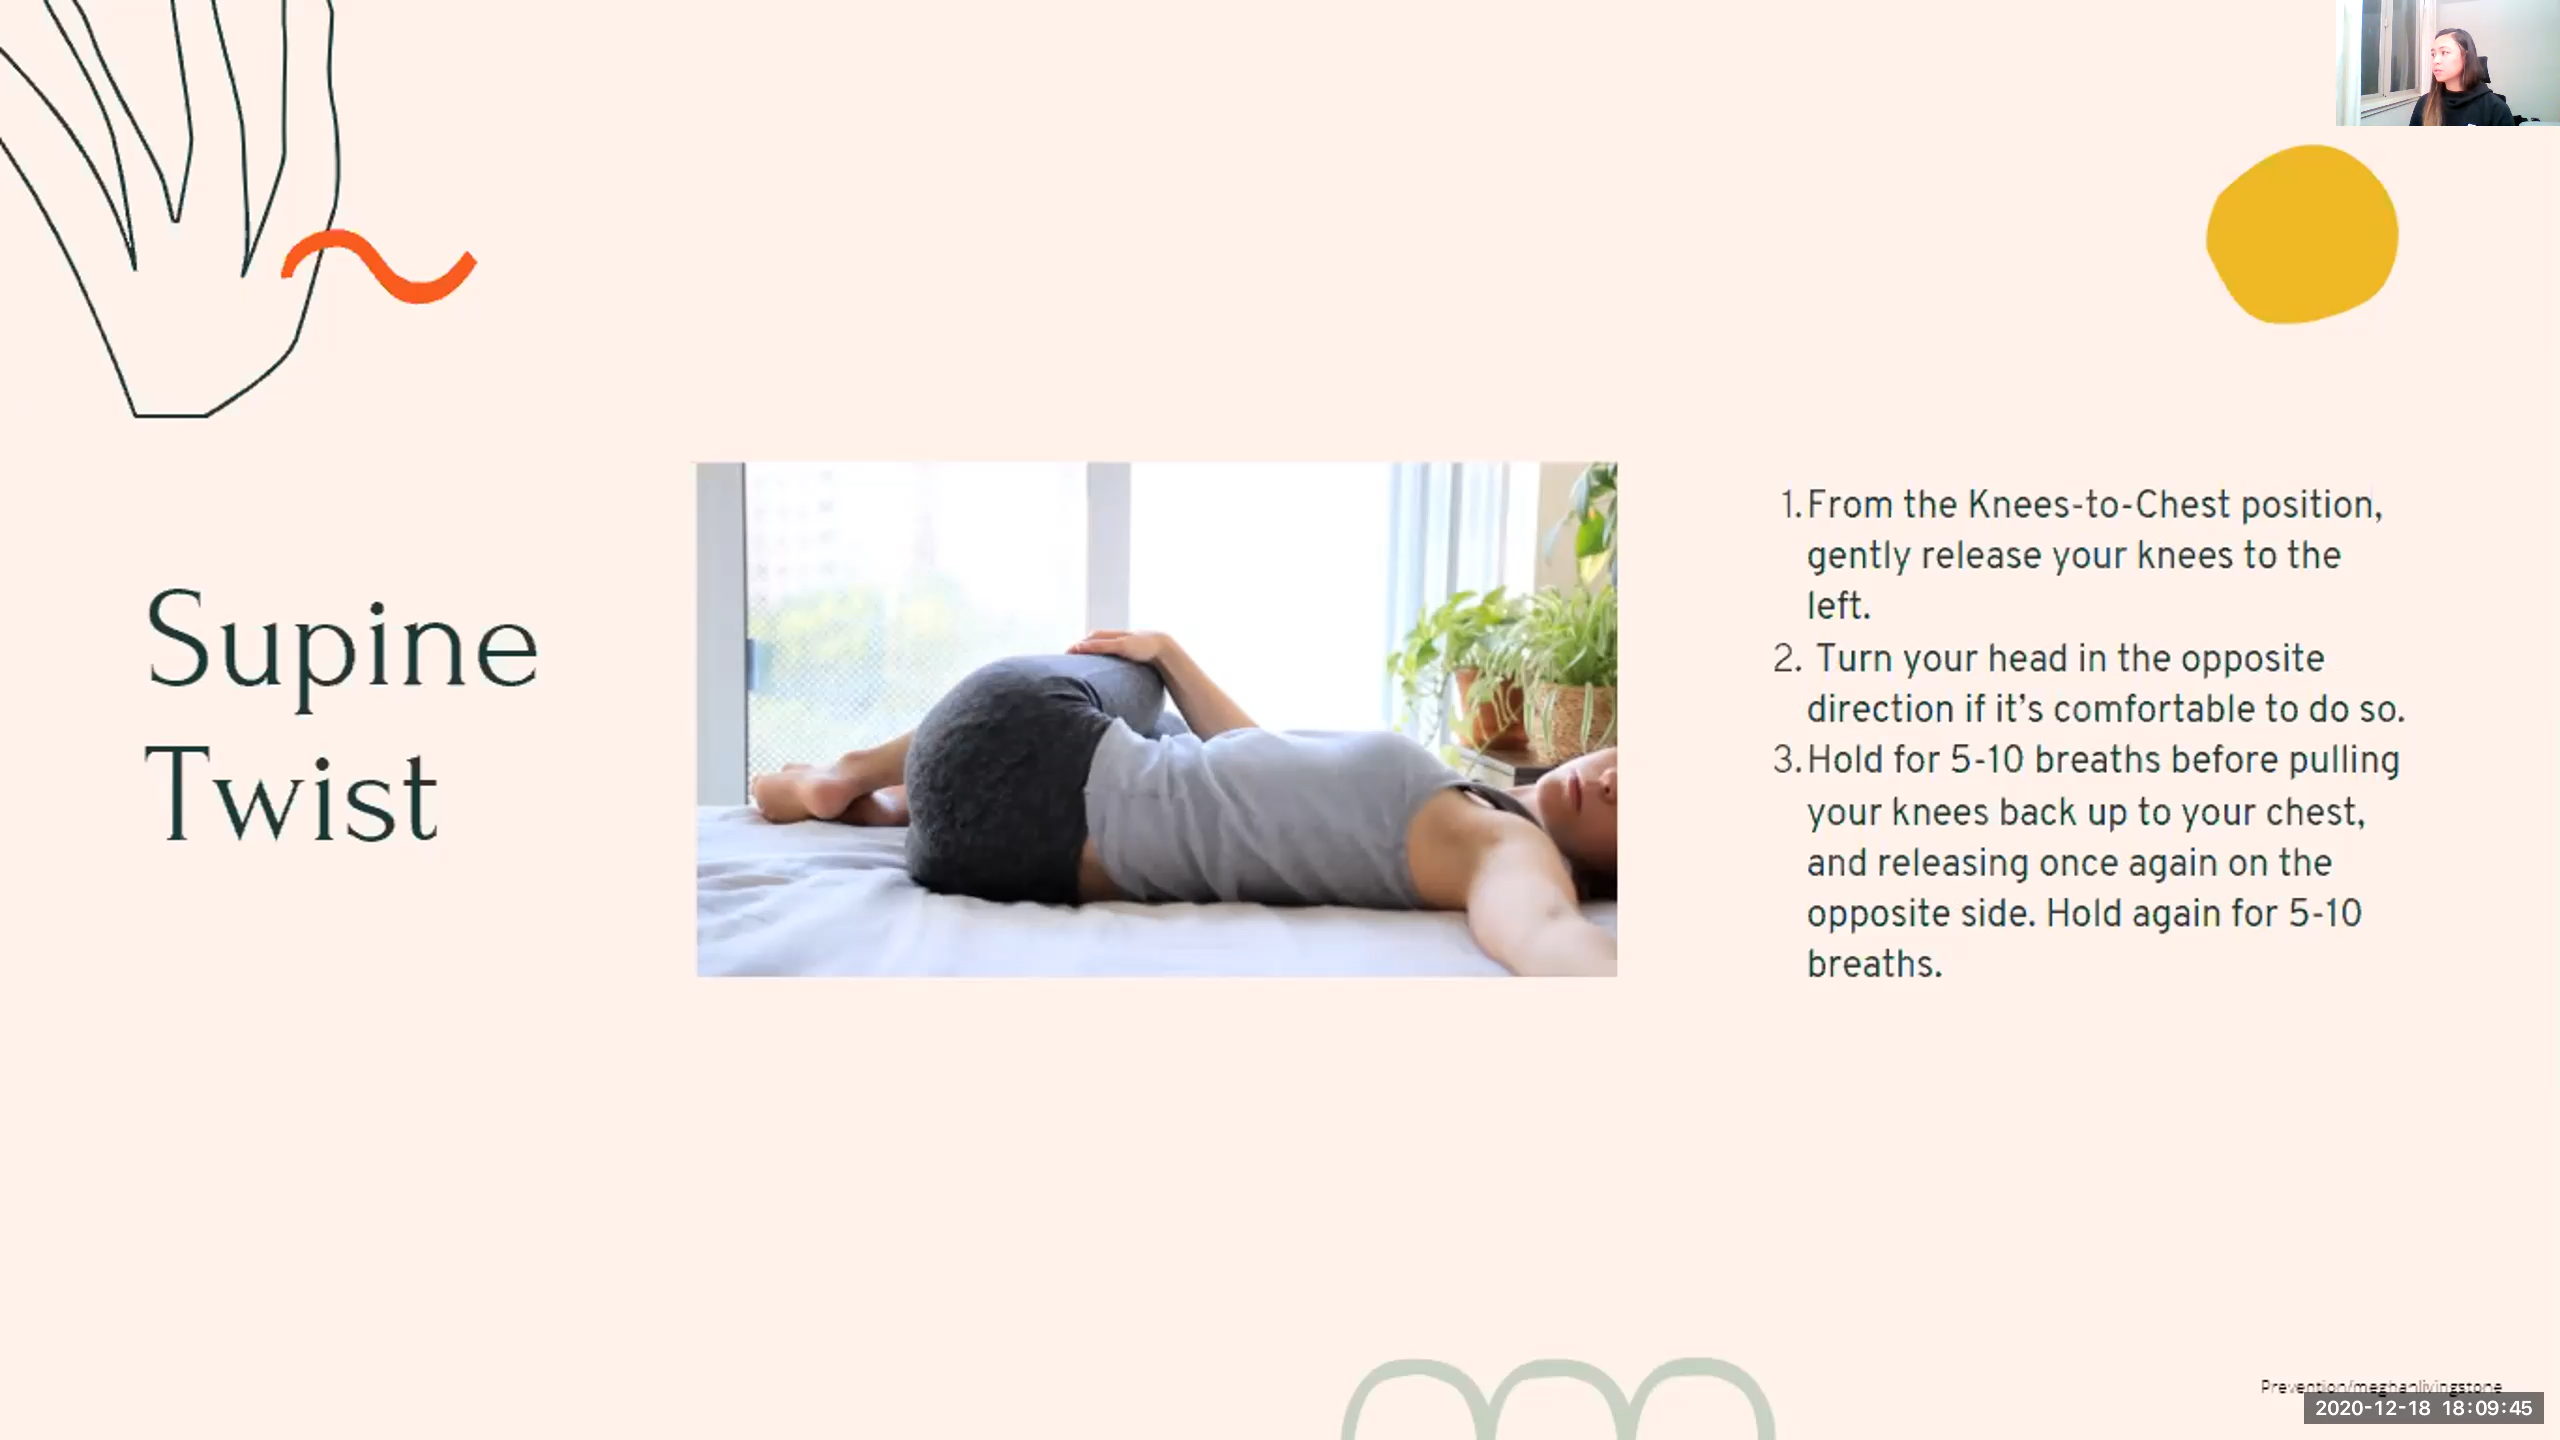 Supine
Twist
1. From the Knees-to-Chest position,
gently release your knees to the
left.
2. Turn your head in the opposite
direction if it's comfortable to do so.
3. Hold for 5-10 breaths before pulling
your knees back up to your chest,
and releasing once again on the
opposite side. Hold again for 5-10
breaths.
Prevention/meghanlivingstone
2020-12-18 18:09:45